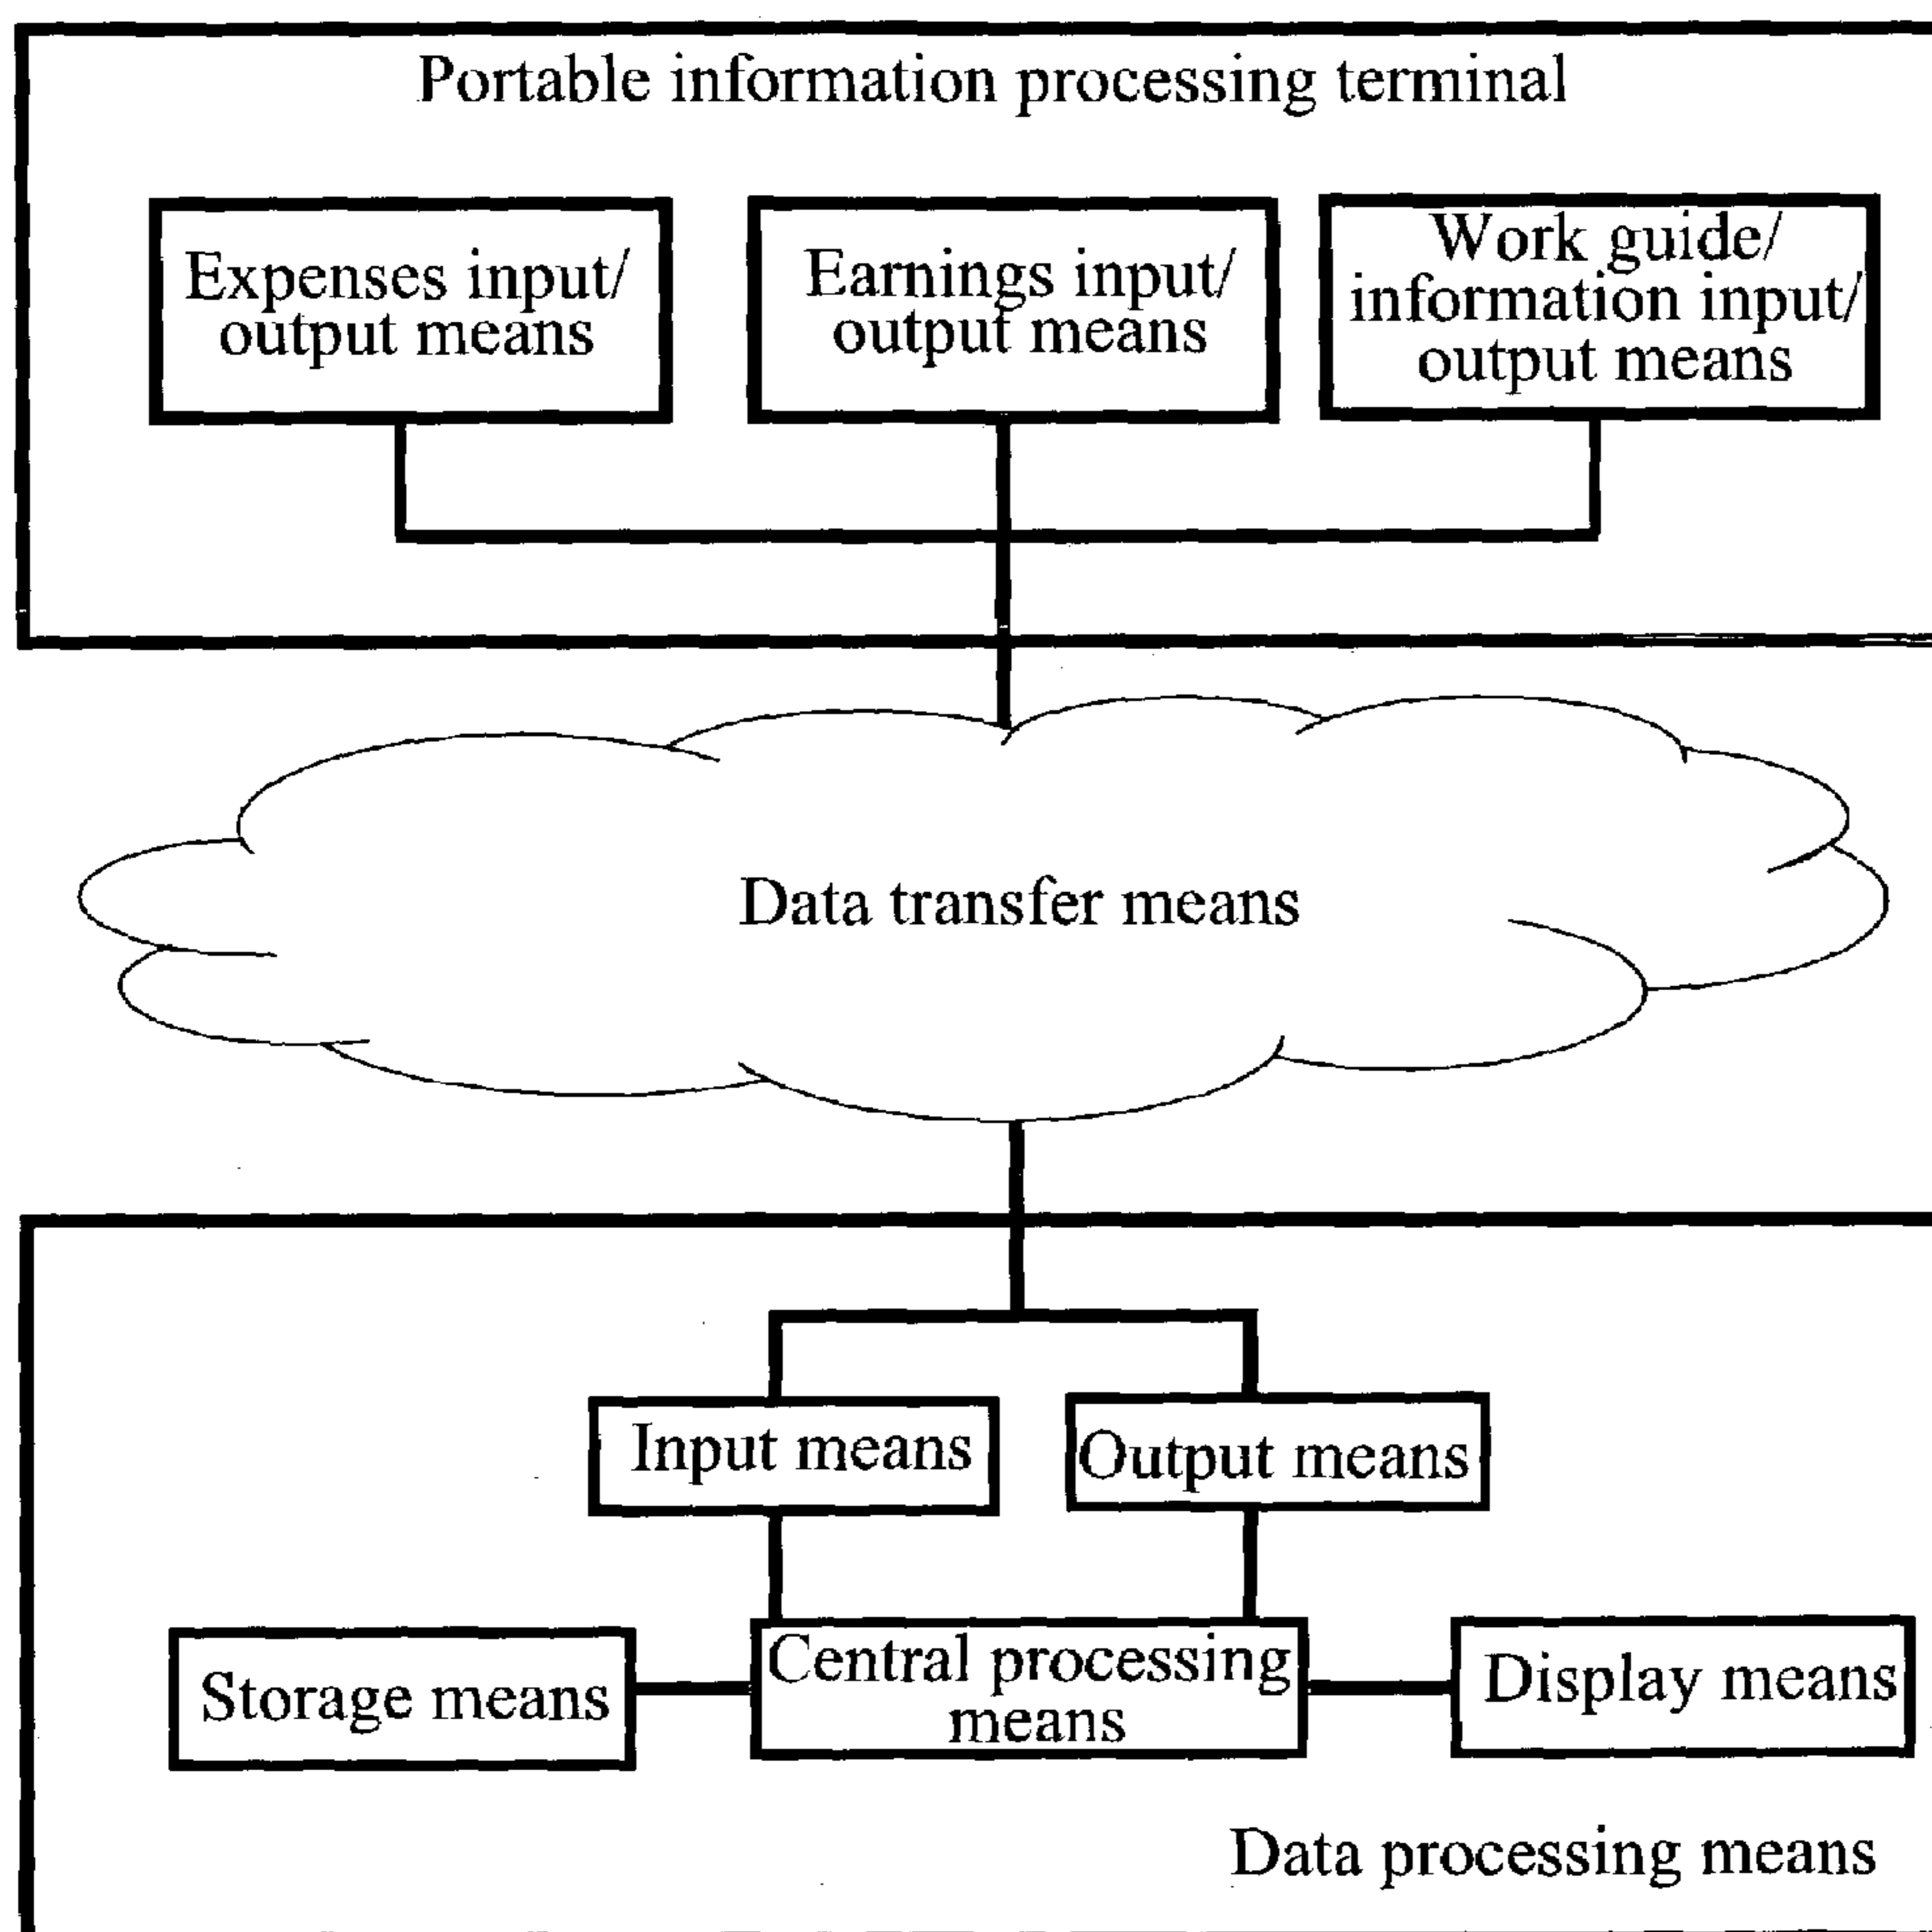 Portable information processing terminal
Expenses input/
output means
Earnings input/
output means
Work guide/
information input/
output means
Data transfer means
Input means
Output means
Storage means
Central processing
means
Display means
Data processing means